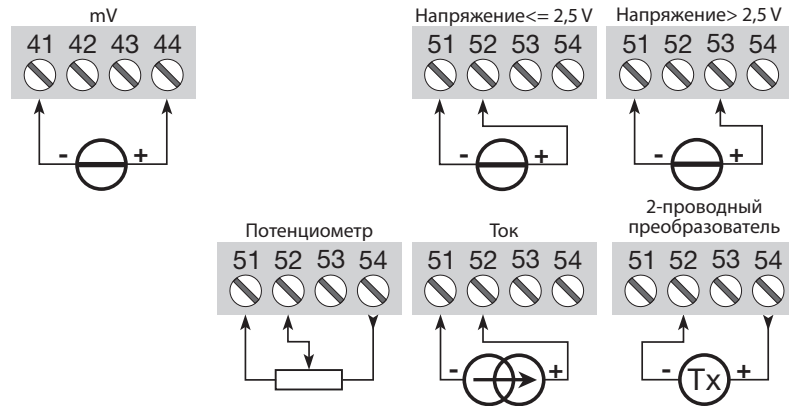 mV
41 42 43 44
- +
Напряжение<= 2,5 V
51 52 53 54
- +
Напряжение> 2,5 V
51 52 53 54
- +
Потенциометр
51 52 53 54
Ток
51 52 53 54
- +
2-проводный
преобразователь
51 52 53 54
- Tx +